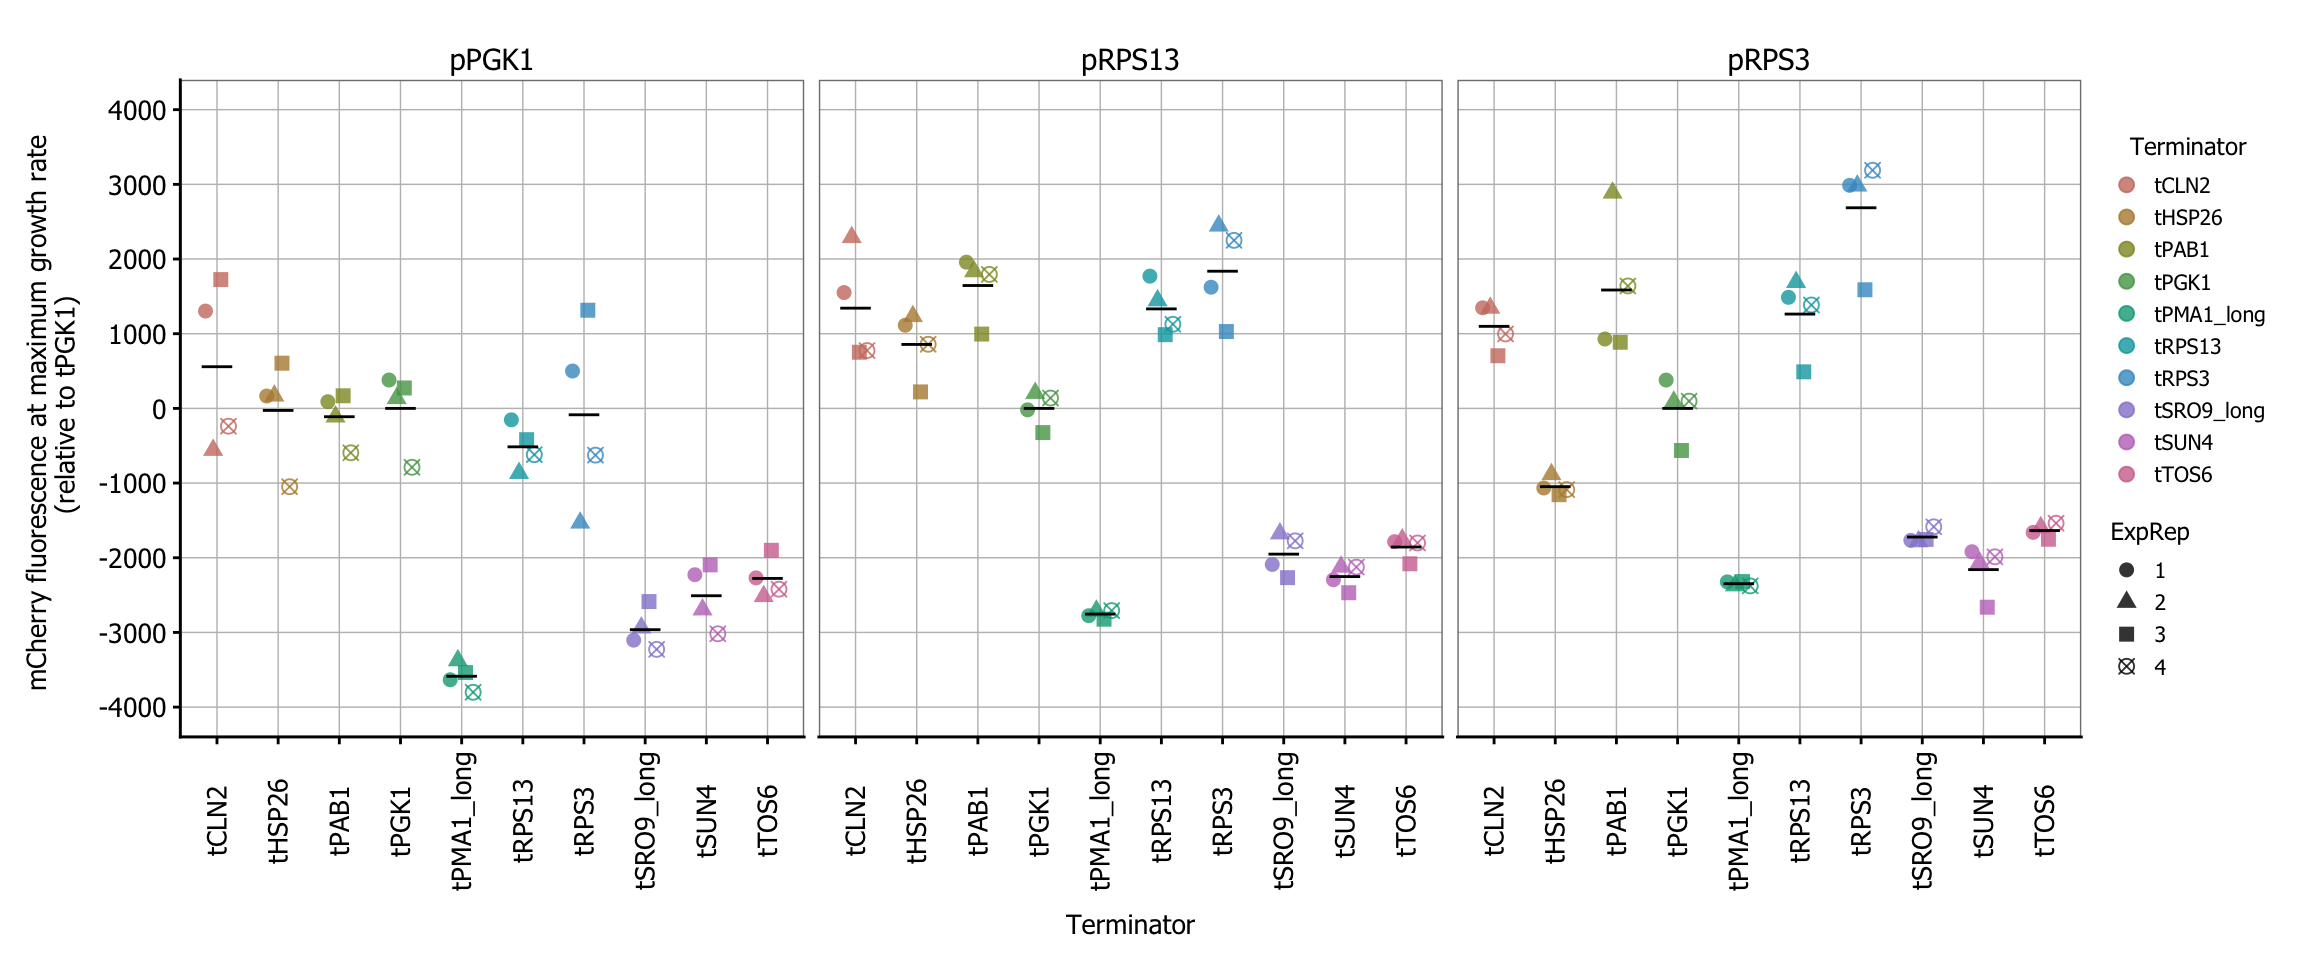 pPGK1 pRPS13 pRPS3
mCherry fluorescence at maximum growth rate
(relative to tPGK1)
4000
3000
2000
1000
0
-1000
-2000
-3000
-4000
tCLN2 tHSP26 tPAB1 tPGK1 tPMA1_long tRPS13 tRPS3 tSRO9_long tSUN4 tTOS6
tCLN2 tHSP26 tPAB1 tPGK1 tPMA1_long tRPS13 tRPS3 tSRO9_long tSUN4 tTOS6
tCLN2 tHSP26 tPAB1 tPGK1 tPMA1_long tRPS13 tRPS3 tSRO9_long tSUN4 tTOS6
Terminator
Terminator
tCLN2
tHSP26
tPAB1
tPGK1
tPMA1_long
tRPS13
tRPS3
tSRO9_long
tSUN4
tTOS6
ExpRep
1
2
3
4